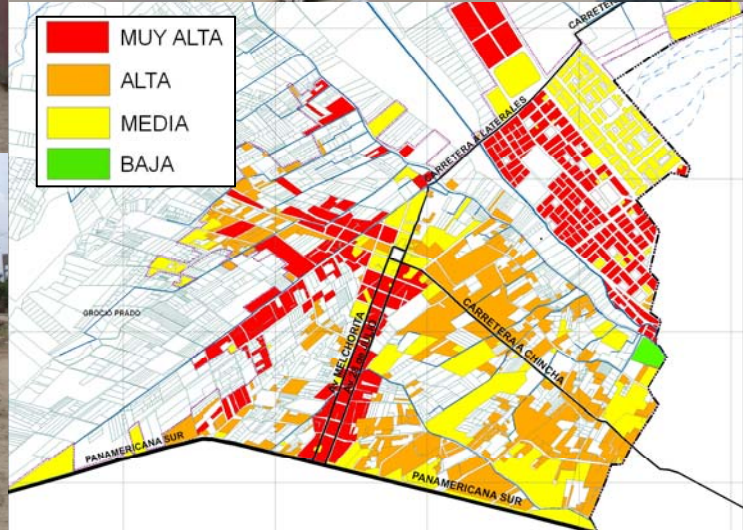 MUY ALTA
ALTA
MEDIA
BAJA
CARRETERA
CARRETERA A LATERALES
GROCIO PRADO
AV MELCHORITA
CARRETERA A CHINCHA
PANAMERICANA SUR
PANAMERICANA SUR